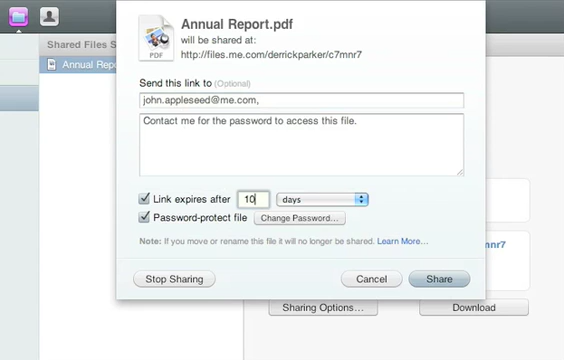 Annual Report.pdf
will be shared at:
http://files.me.com/derrickparker/c7mnr7
PDF
Shared Files
Annual Repo
Send this link to (Optional)
john.appleseed@me.com,
Contact me for the password to access this file.
Link expires after 10 days
Password-protect file Change Password...
mnr7
Note: If you move or rename this file it will no longer be shared. Learn More...
Stop Sharing Cancel Share
Sharing Options... Download